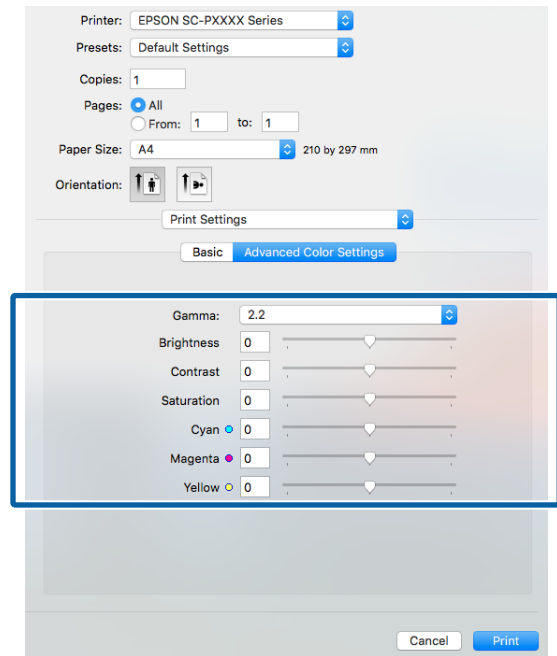 Printer: EPSON SC-PXXXX Series
Presets: Default Settings
Copies: 1
Pages: All
From: 1 to: 1
Paper Size: A4 210 by 297 mm
Orientation:
Print Settings
Basic Advanced Color Settings
Gamma: 2.2
Brightness 0
Contrast 0
Saturation 0
Cyan 0
Magenta 0
Yellow 0
Cancel Print